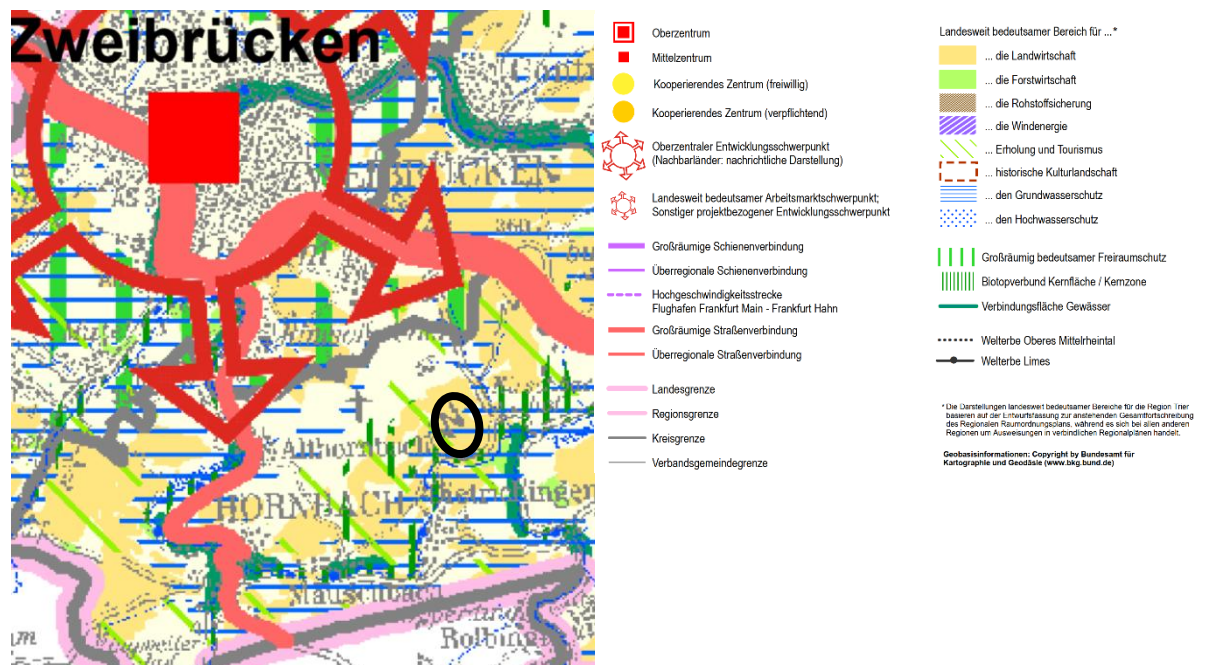 Zweibrücken
HORNBACH
Mauschbach
Oberzentrum
Mittelzentrum
Kooperierendes Zentrum (freiwillig)
Kooperierendes Zentrum (verpflichtend)
Oberzentraler Entwicklungsschwerpunkt
(Nachbarländer: nachrichtliche Darstellung)
Landesweit bedeutsamer Arbeitsmarktschwerpunkt;
Sonstiger projektbezogener Entwicklungsschwerpunkt
Großräumige Schienenverbindung
Überregionale Schienenverbindung
Hochgeschwindigkeitsstrecke
Flughafen Frankfurt Main - Frankfurt Hahn
Großräumige Straßenverbindung
Überregionale Straßenverbindung
Landesgrenze
Regionsgrenze
Kreisgrenze
Verbandsgemeindegrenze
Landesweit bedeutsamer Bereich für ...*
... die Landwirtschaft
... die Forstwirtschaft
... die Rohstoffsicherung
... die Windenergie
... Erholung und Tourismus
... historische Kulturlandschaft
... den Grundwasserschutz
... den Hochwasserschutz
Großräumig bedeutsamer Freiraumschutz
Biotopverbund Kernfläche / Kernzone
Verbindungsfläche Gewässer
Welterbe Oberes Mittelrheintal
Welterbe Limes
* Die Darstellungen landesweit bedeutsamer Bereiche für die Region Trier
basieren auf der Entwurfsfassung zur anstehenden Gesamtfortschreibung
des Regionalen Raumordnungsplans, während es sich bei allen anderen
Regionen um Ausweisungen in verbindlichen Regionalplänen handelt.
Geobasisinformationen: Copyright by Bundesamt für
Kartographie und Geodäsie (www.bkg.bund.de)